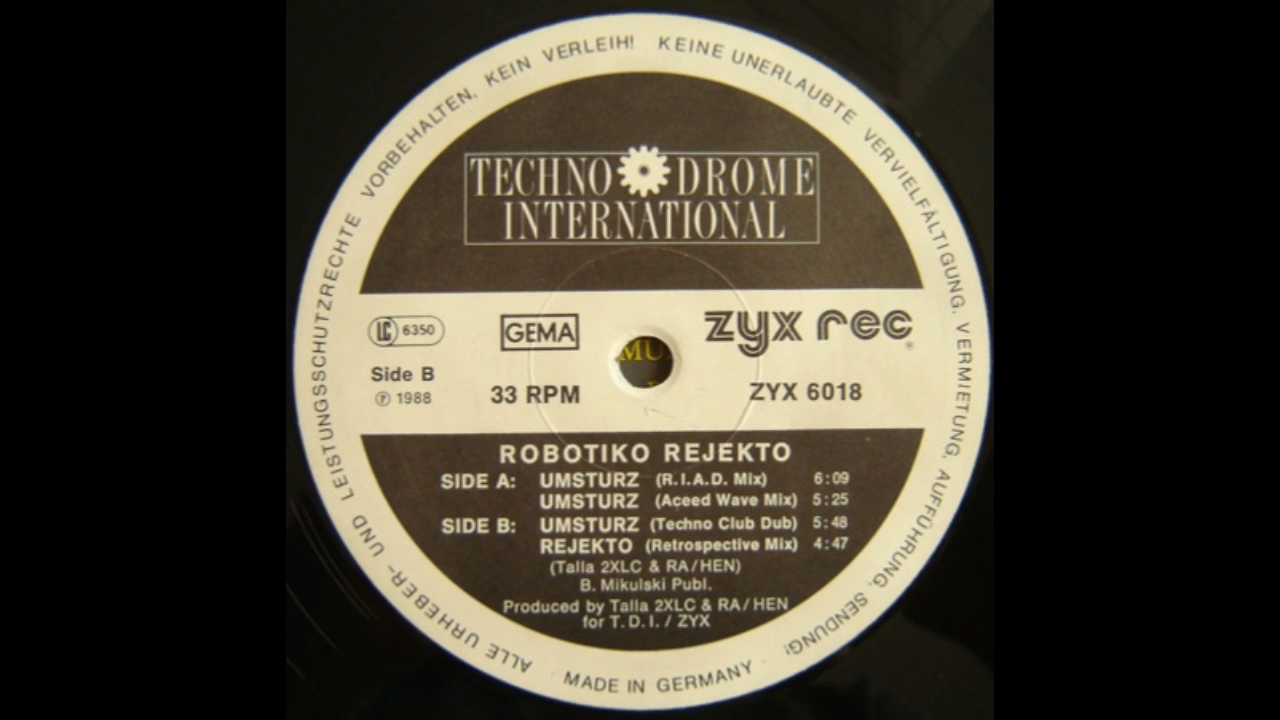 ALLE URHEBER- UND LEISTUNGSSCHUTZRECHTE VORBEHALTEN, KEIN VERLEIH! KEINE UNERLAUBTE VERVIELFÄLTIGUNG, VERMIETUNG, AUFFÜHRUNG, SENDUNG!
TECHNO DROME
INTERNATIONAL
LC 6350
GEMA
zyx rec
Side B
℗ 1988
33 RPM
ZYX 6018
MU
ROBOTIKO REJEKTO
SIDE A: UMSTURZ (R.I.A.D. Mix) 6:09
UMSTURZ (Aceed Wave Mix) 5:25
SIDE B: UMSTURZ (Techno Club Dub) 5:48
REJEKTO (Retrospective Mix) 4:47
(Talla 2XLC & RA/HEN)
B. Mikulski Publ.
Produced by Talla 2XLC & RA/HEN
for T.D.I. / ZYX
MADE IN GERMANY